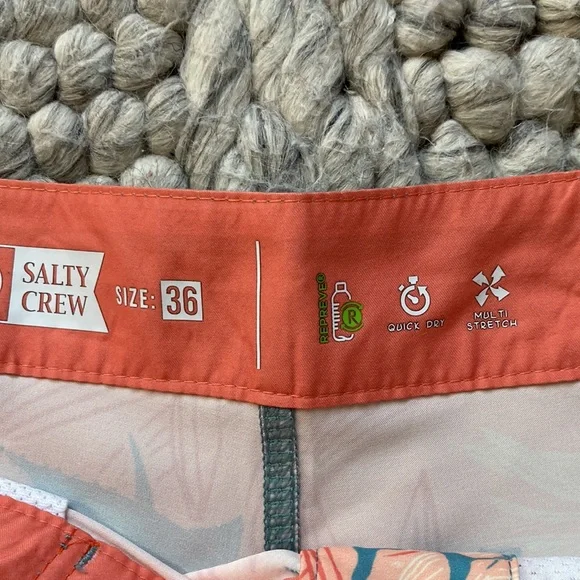 SALTY
CREW
SIZE: 36
REPREVE®
R
QUICK DRY
MULTI
STRETCH